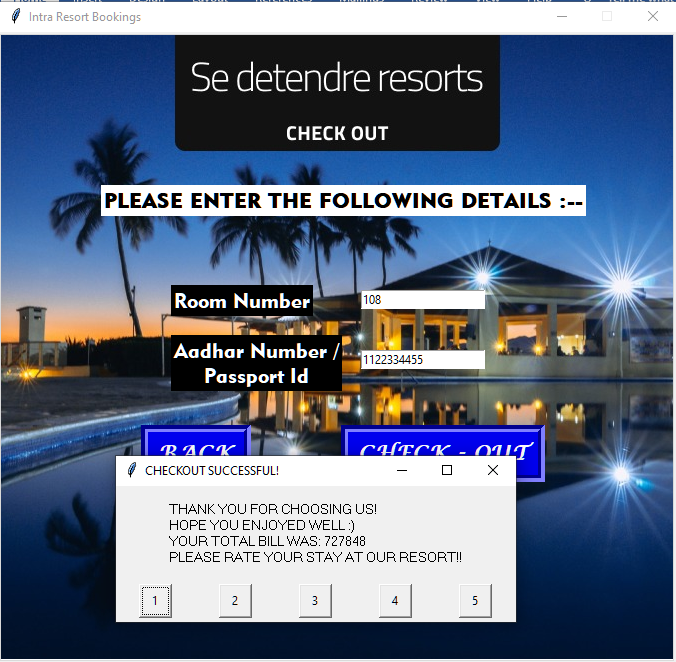 Intra Resort Bookings
Se detendre resorts
CHECK OUT
PLEASE ENTER THE FOLLOWING DETAILS :--
Room Number
108
Aadhar Number /
Passport Id
1122334455
BACK
CHECK - OUT
CHECKOUT SUCCESSFUL!
THANK YOU FOR CHOOSING US!
HOPE YOU ENJOYED WELL :)
YOUR TOTAL BILL WAS: 727848
PLEASE RATE YOUR STAY AT OUR RESORT!!
1 2 3 4 5